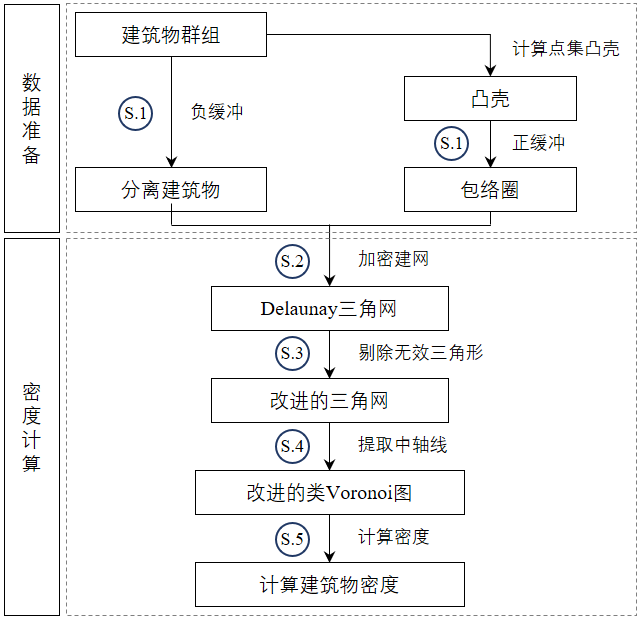 数据准备
建筑物群组
计算点集凸壳
凸壳
S.1
负缓冲
S.1
正缓冲
分离建筑物
包络圈
密度计算
S.2
加密建网
Delaunay三角网
S.3
剔除无效三角形
改进的三角网
S.4
提取中轴线
改进的类Voronoi图
S.5
计算密度
计算建筑物密度